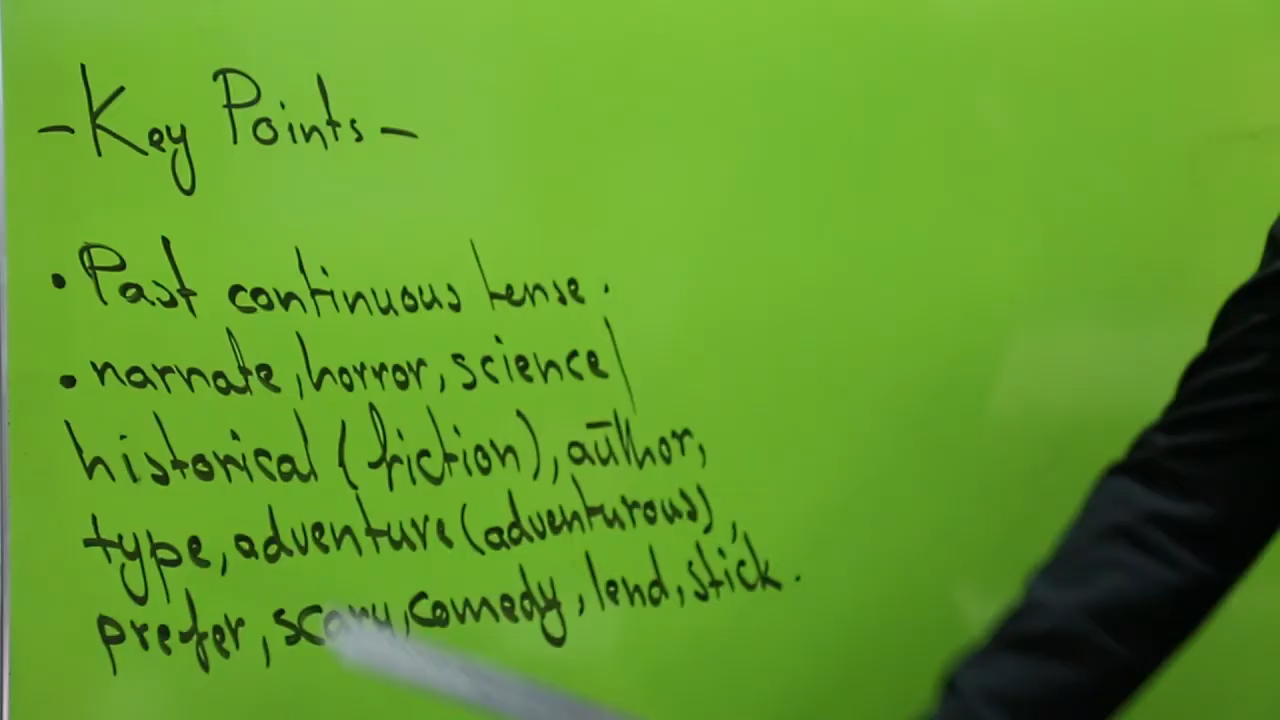 - Key Points -
• Past continuous tense.
• narrate, horror, science/
historical (friction), author,
type, adventure (adventurous),
prefer, scary, comedy, lend, stick.